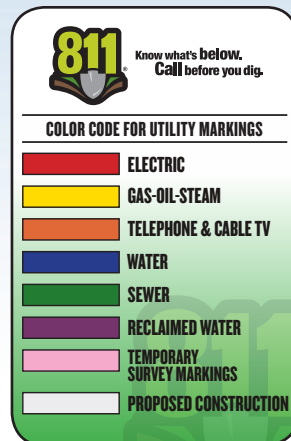 811
Know what's below.
Call before you dig.
COLOR CODE FOR UTILITY MARKINGS
ELECTRIC
GAS-OIL-STEAM
TELEPHONE & CABLE TV
WATER
SEWER
RECLAIMED WATER
TEMPORARY
SURVEY MARKINGS
PROPOSED CONSTRUCTION
811